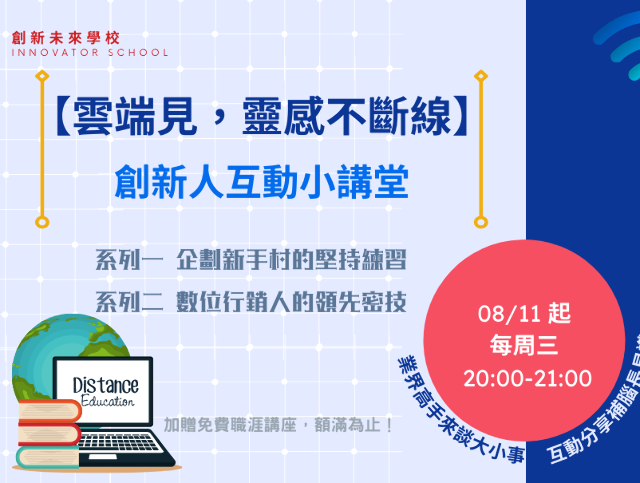 創新未來學校
INNOVATOR SCHOOL
【雲端見，靈感不斷線】
創新人互動小講堂
系列一 企劃新手村的堅持練習
系列二 數位行銷人的領先密技
08/11 起
每周三
20:00-21:00
業界高手來談大小事
互動分享補腦長見
Distance
Education
加贈免費職涯講座，額滿為止！